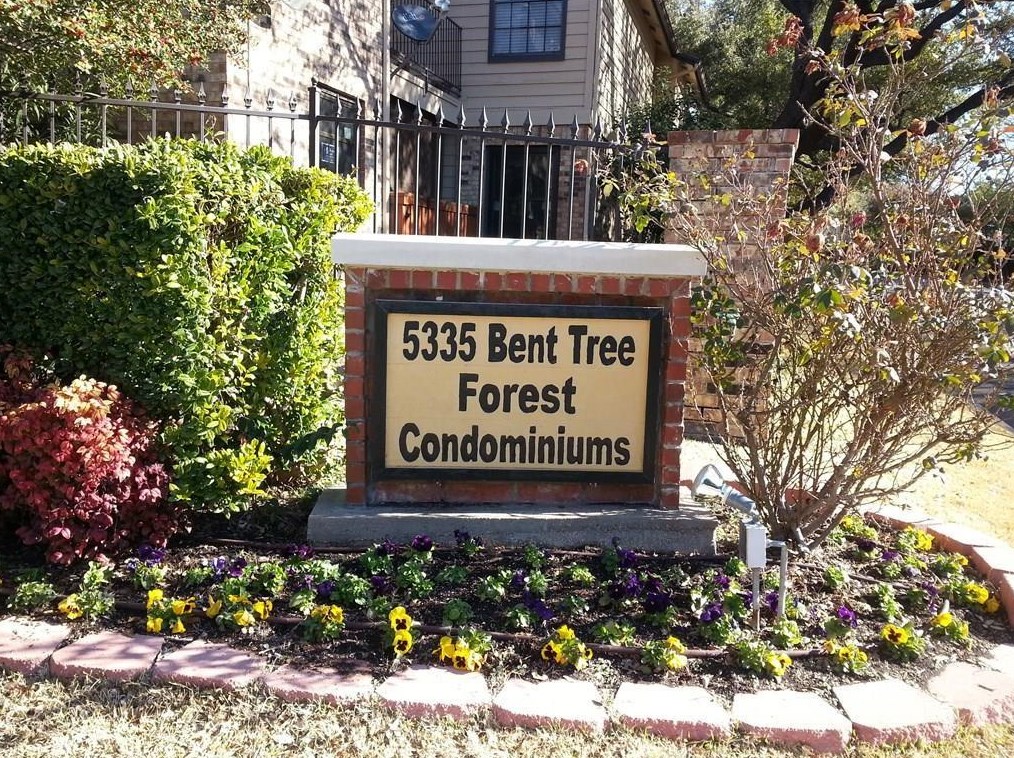 5335 Bent Tree
Forest
Condominiums